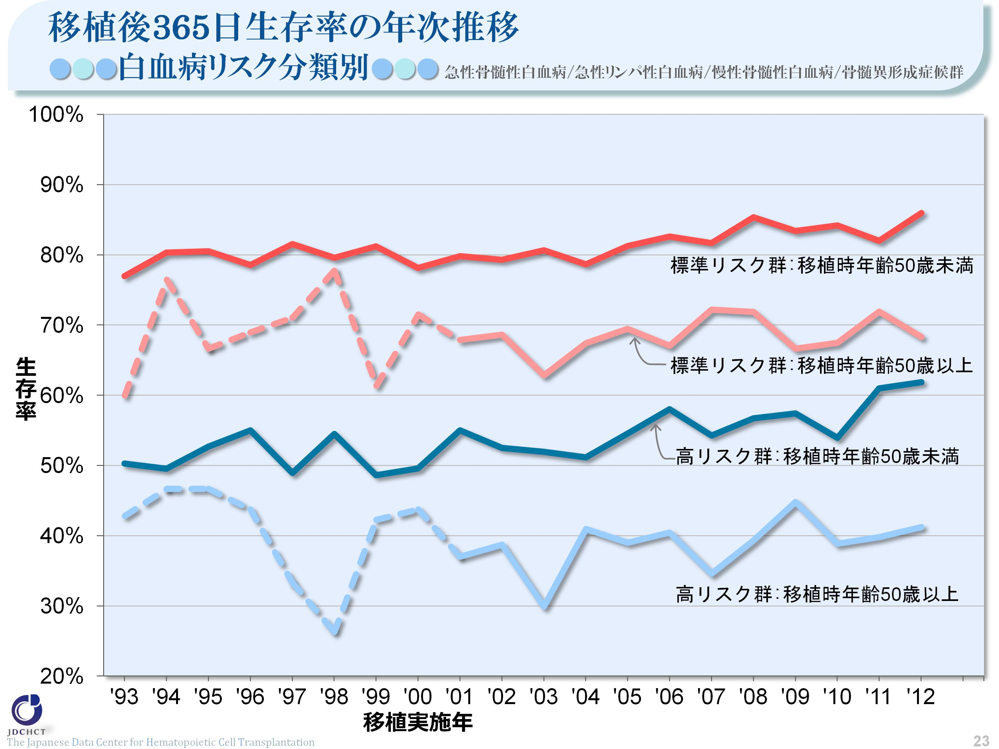 移植後365日生存率の年次推移
白血病リスク分類別 急性骨髄性白血病/急性リンパ性白血病/慢性骨髄性白血病/骨髄異形成症候群
100%
90%
80%
標準リスク群：移植時年齢50歳未満
70%
標準リスク群：移植時年齢50歳以上
生存率
60%
高リスク群：移植時年齢50歳未満
50%
40%
高リスク群：移植時年齢50歳以上
30%
20%
'93 '94 '95 '96 '97 '98 '99 '00 '01 '02 '03 '04 '05 '06 '07 '08 '09 '10 '11 '12
移植実施年
JDCHCT
The Japanese Data Center for Hematopoietic Cell Transplantation
23